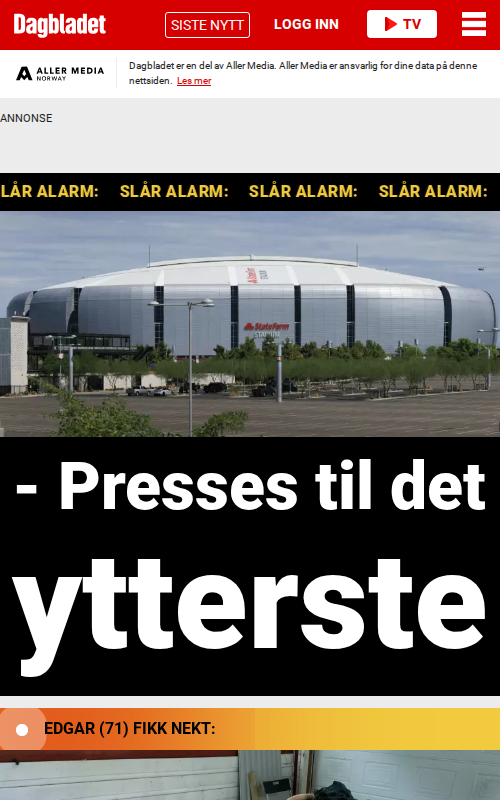 Dagbladet
SISTE NYTT
LOGG INN
TV
ALLER MEDIA
NORWAY
Dagbladet er en del av Aller Media. Aller Media er ansvarlig for dine data på denne
nettsiden. Les mer
ANNONSE
LÅR ALARM: SLÅR ALARM: SLÅR ALARM: SLÅR ALARM:
StateFarm
STADIUM
- Presses til det
ytterste
EDGAR (71) FIKK NEKT: